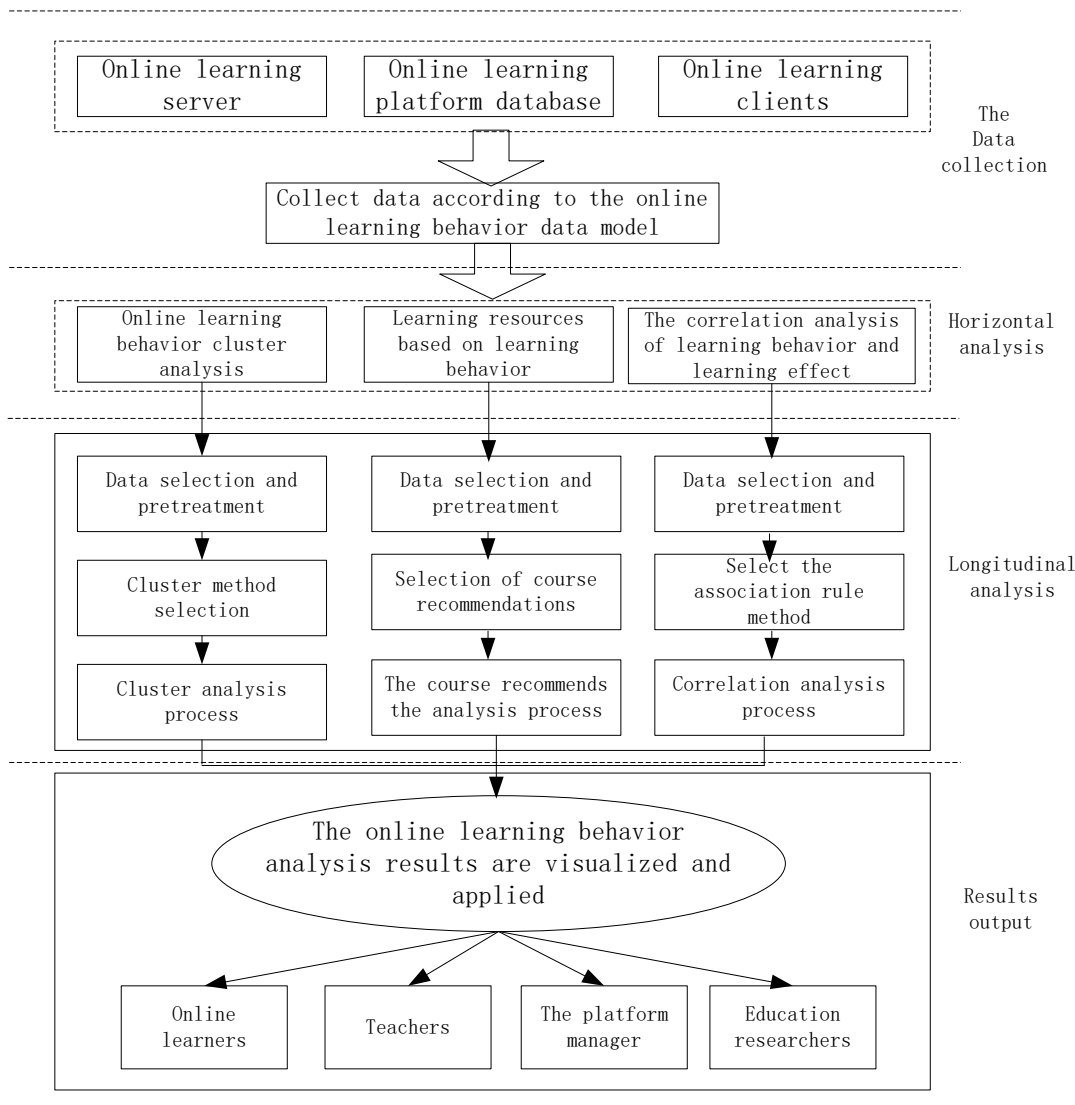 Online learning
server
Online learning
platform database
Online learning
clients
The
Data
collection
Collect data according to the online
learning behavior data model
Online learning
behavior cluster
analysis
Learning resources
based on learning
behavior
The correlation analysis
of learning behavior and
learning effect
Horizontal
analysis
Data selection and
pretreatment
Data selection and
pretreatment
Data selection and
pretreatment
Cluster method
selection
Selection of course
recommendations
Select the
association rule
method
Longitudinal
analysis
Cluster analysis
process
The course recommends
the analysis process
Correlation analysis
process
The online learning behavior
analysis results are visualized and
applied
Results
output
Online
learners
Teachers
The platform
manager
Education
researchers